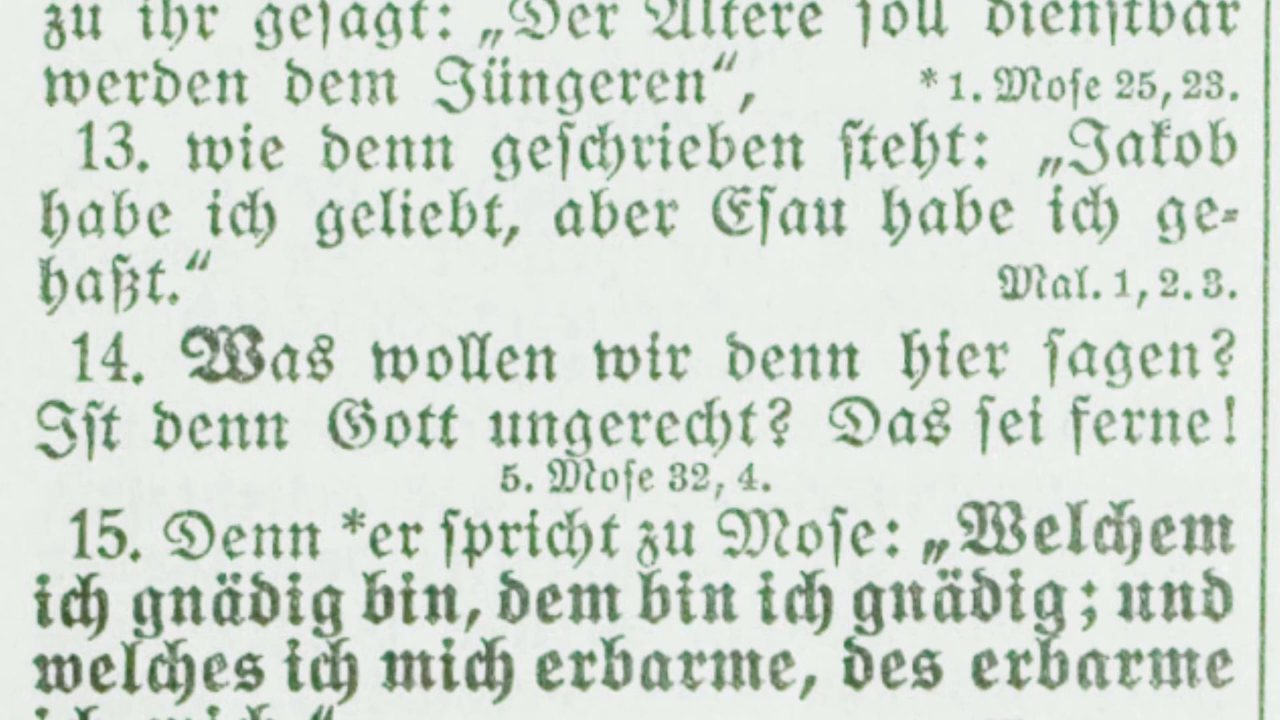 zu ihr gesagt: „Der Ältere soll dienstbar
werden dem Jüngeren“, *1. Mose 25, 23.
13. wie denn geschrieben steht: „Jakob
habe ich geliebt, aber Esau habe ich ge-
haßt.“ Mal. 1, 2. 3.
14. Was wollen wir denn hier sagen?
Ist denn Gott ungerecht? Das sei ferne!
5. Mose 32, 4.
15. Denn *er spricht zu Mose: „Welchem
ich gnädig bin, dem bin ich gnädig; und
welches ich mich erbarme, des erbarme
ich mich.“